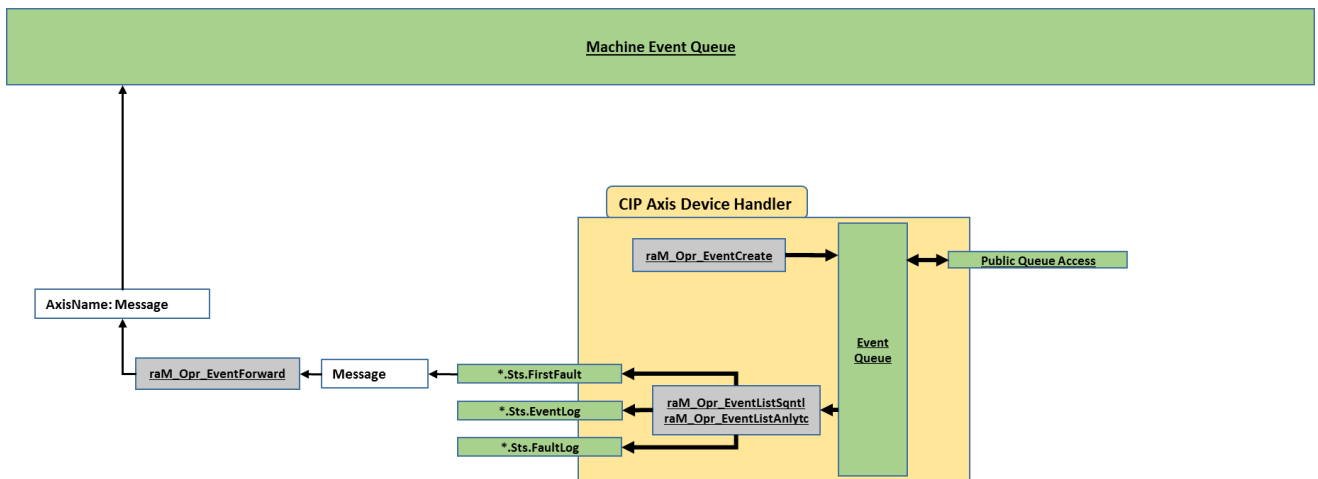 Machine Event Queue
CIP Axis Device Handler
raM_Opr_EventCreate
Public Queue Access
AxisName: Message
Event
Queue
raM_Opr_EventForward
Message
*.Sts.FirstFault
raM_Opr_EventListSqntl
raM_Opr_EventListAnlytc
*.Sts.EventLog
*.Sts.FaultLog